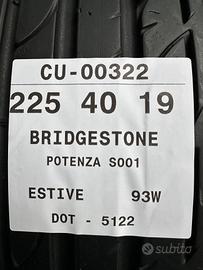 CU-00322
225 40 19
BRIDGESTONE
POTENZA S001
ESTIVE 93W
DOT - 5122
subito